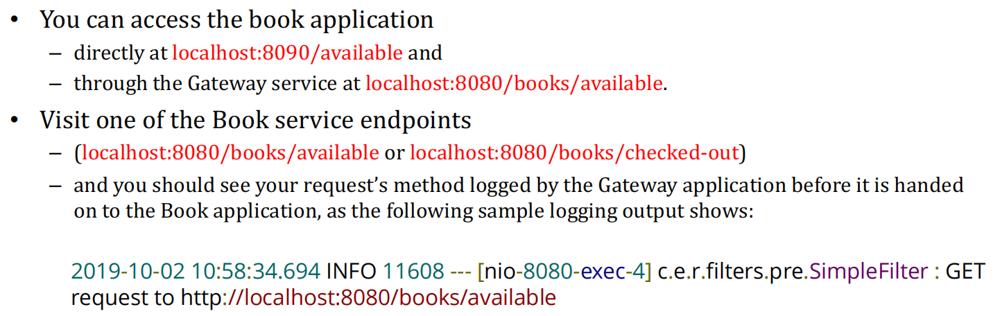 • You can access the book application
– directly at localhost:8090/available and
– through the Gateway service at localhost:8080/books/available.
• Visit one of the Book service endpoints
– (localhost:8080/books/available or localhost:8080/books/checked-out)
– and you should see your request’s method logged by the Gateway application before it is handed
on to the Book application, as the following sample logging output shows:
2019-10-02 10:58:34.694 INFO 11608 --- [nio-8080-exec-4] c.e.r.filters.pre.SimpleFilter : GET
request to http://localhost:8080/books/available